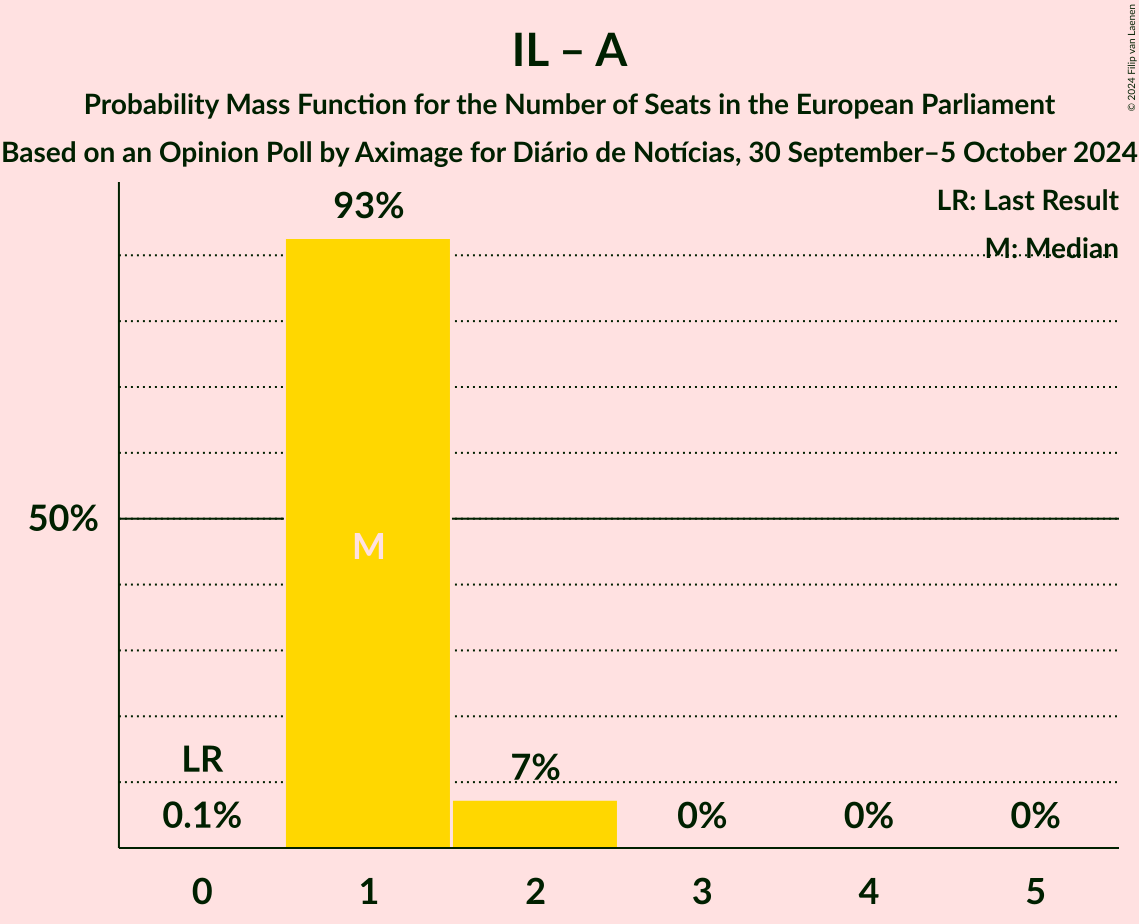 IL – A
Probability Mass Function for the Number of Seats in the European Parliament
Based on an Opinion Poll by Aximage for Diário de Notícias, 30 September–5 October 2024
© 2024 Filip van Laenen
LR: Last Result
M: Median
93%
50%
M
LR
7%
0.1%
0%
0%
0%
0
1
2
3
4
5